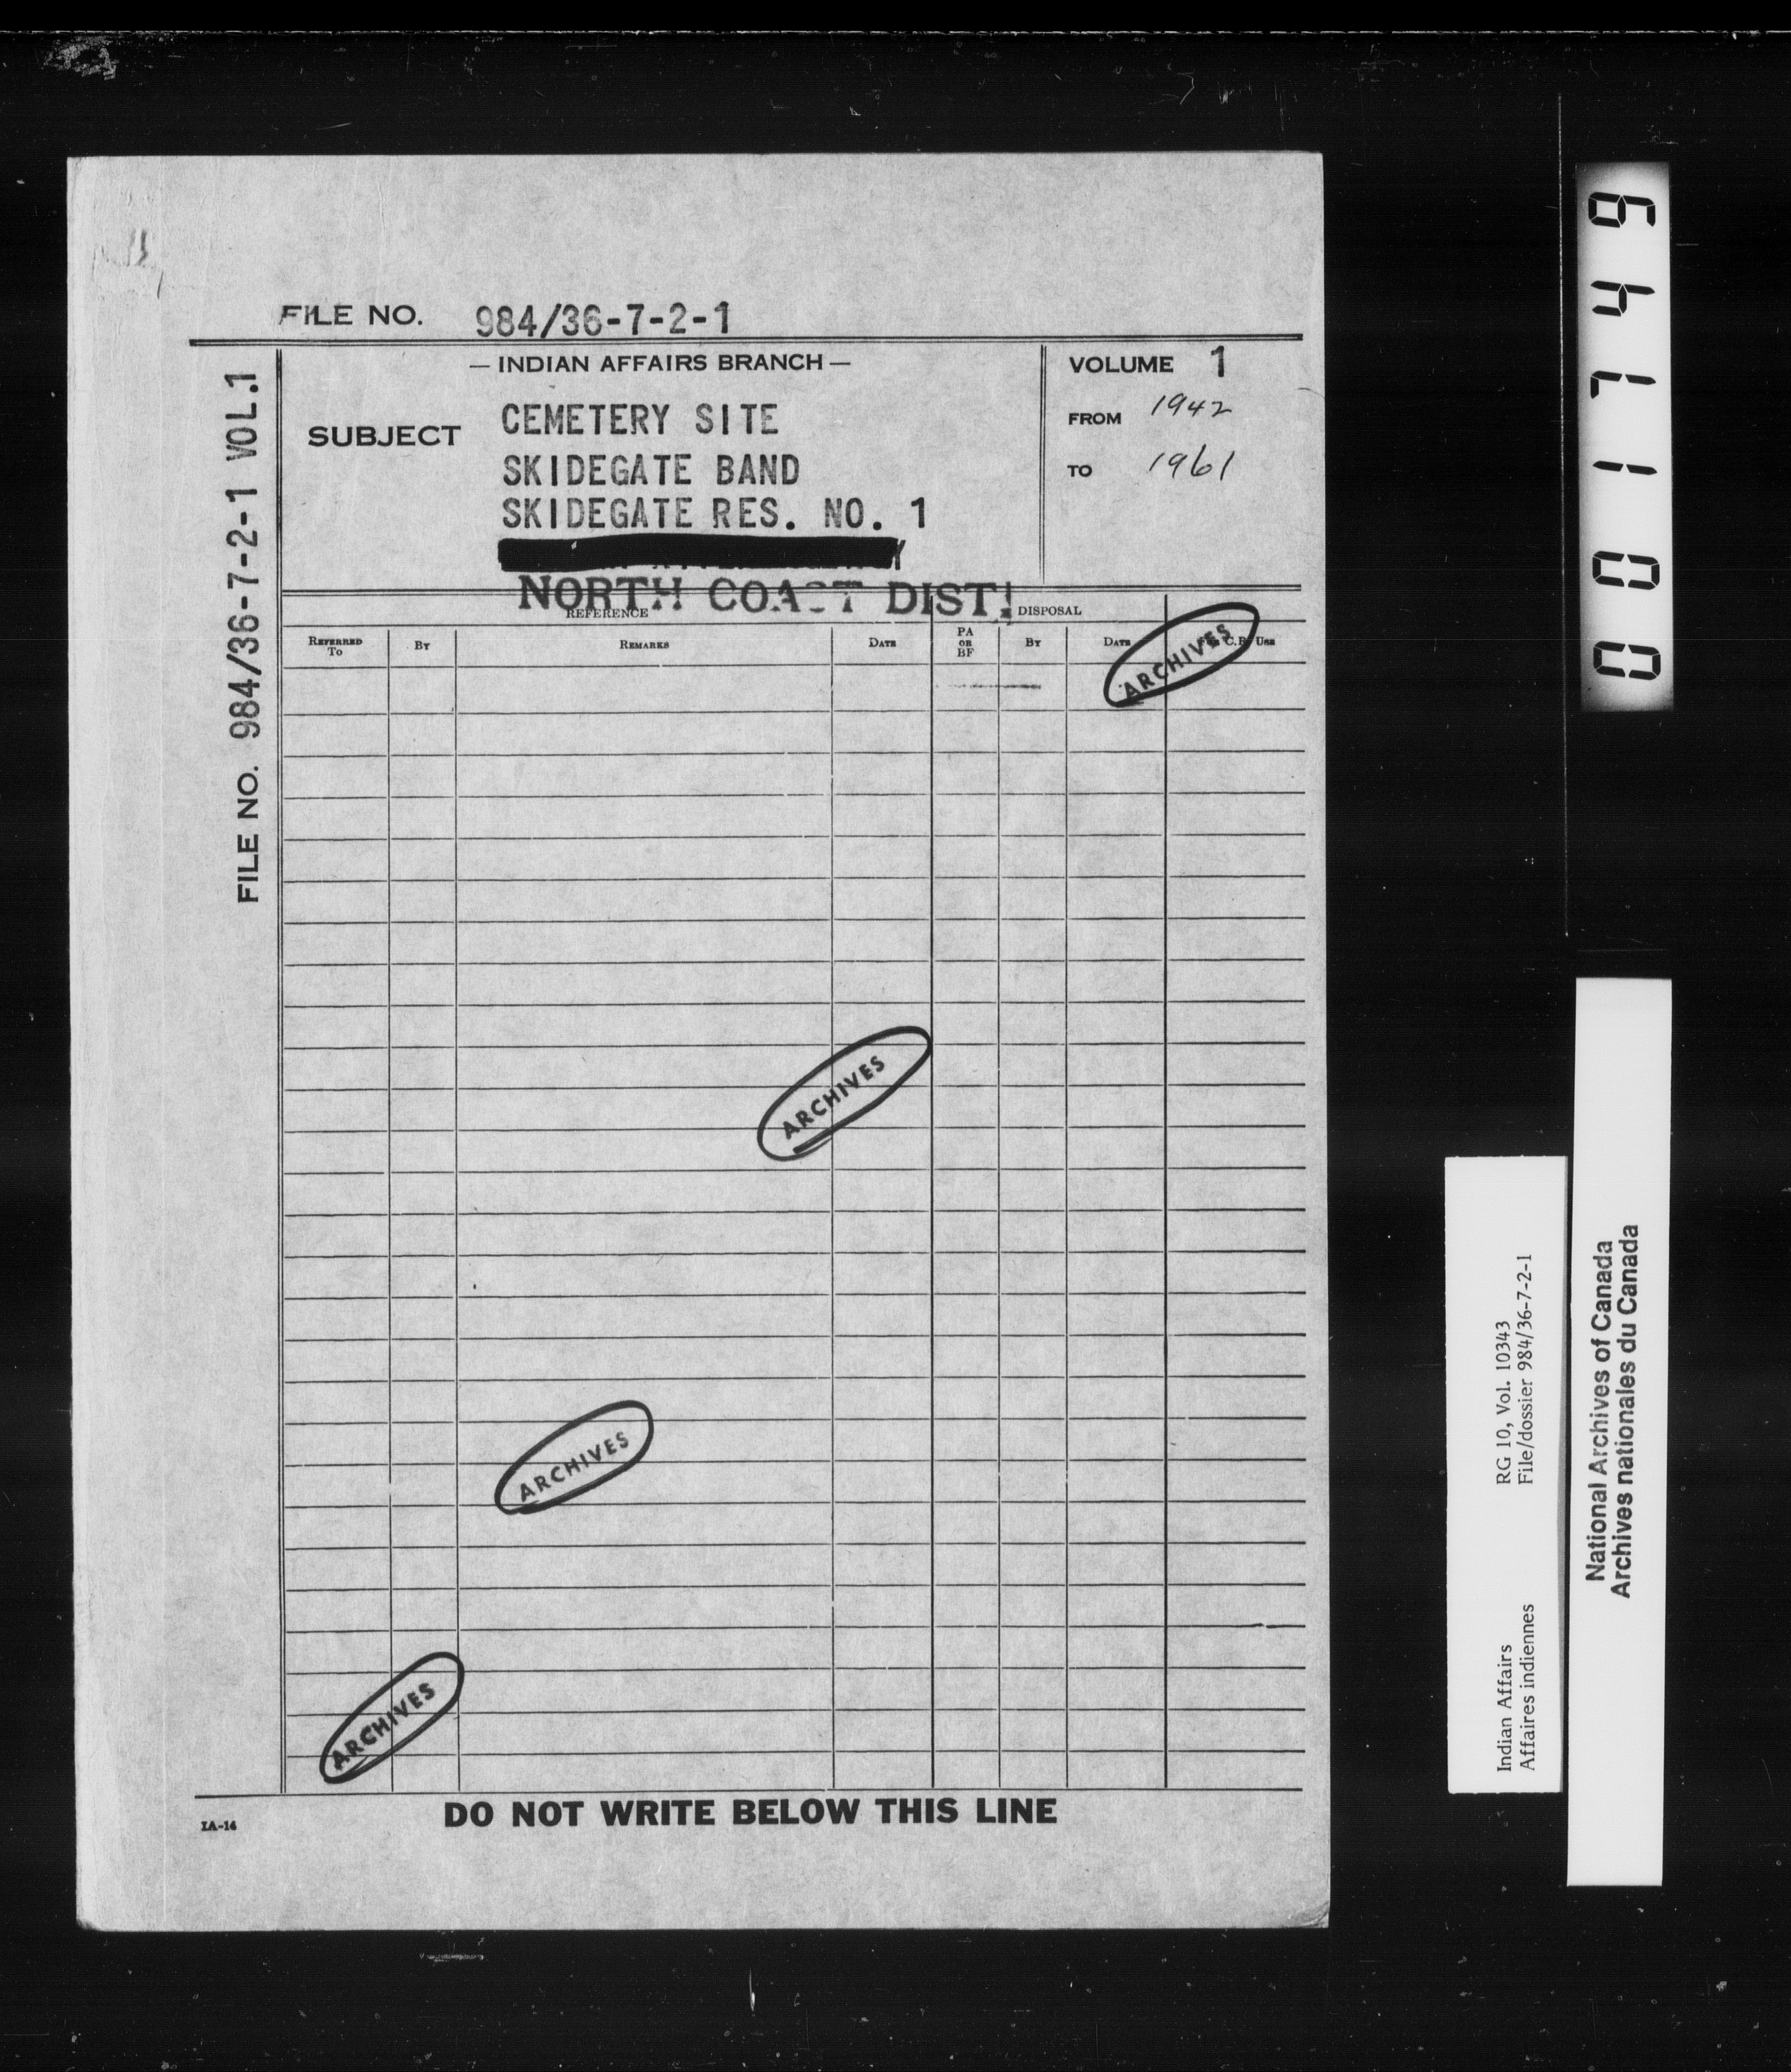 FILE NO. 984/36-7-2-1
— INDIAN AFFAIRS BRANCH —
SUBJECT
CEMETERY SITE
SKIDEGATE BAND
SKIDEGATE RES. NO. 1
NORTH COAST DIST.
VOLUME 1
FROM 1942
TO 1961
FILE NO. 984/36-7-2-1 VOL.1
REFERENCE
DISPOSAL
REFERRED TO
BY
REMARKS
DATE
PA OR BF
BY
DATE
C.R. USE
ARCHIVES
ARCHIVES
ARCHIVES
ARCHIVES
DO NOT WRITE BELOW THIS LINE
IA-14
001749
Indian Affairs
Affaires indiennes
RG 10, Vol. 10343
File/dossier 984/36-7-2-1
National Archives of Canada
Archives nationales du Canada